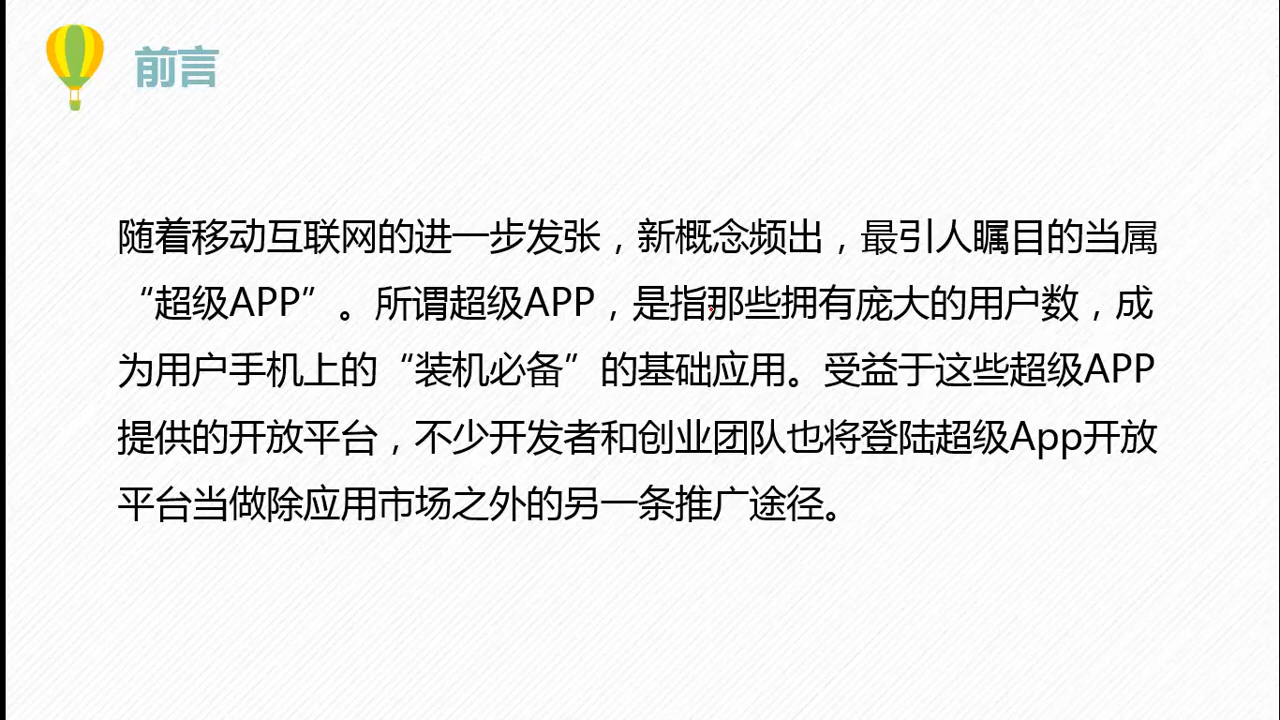 前言
随着移动互联网的进一步发张，新概念频出，最引人瞩目的当属
“超级APP”。所谓超级APP，是指那些拥有庞大的用户数，成
为用户手机上的“装机必备”的基础应用。受益于这些超级APP
提供的开放平台，不少开发者和创业团队也将登陆超级App开放
平台当做除应用市场之外的另一条推广途径。